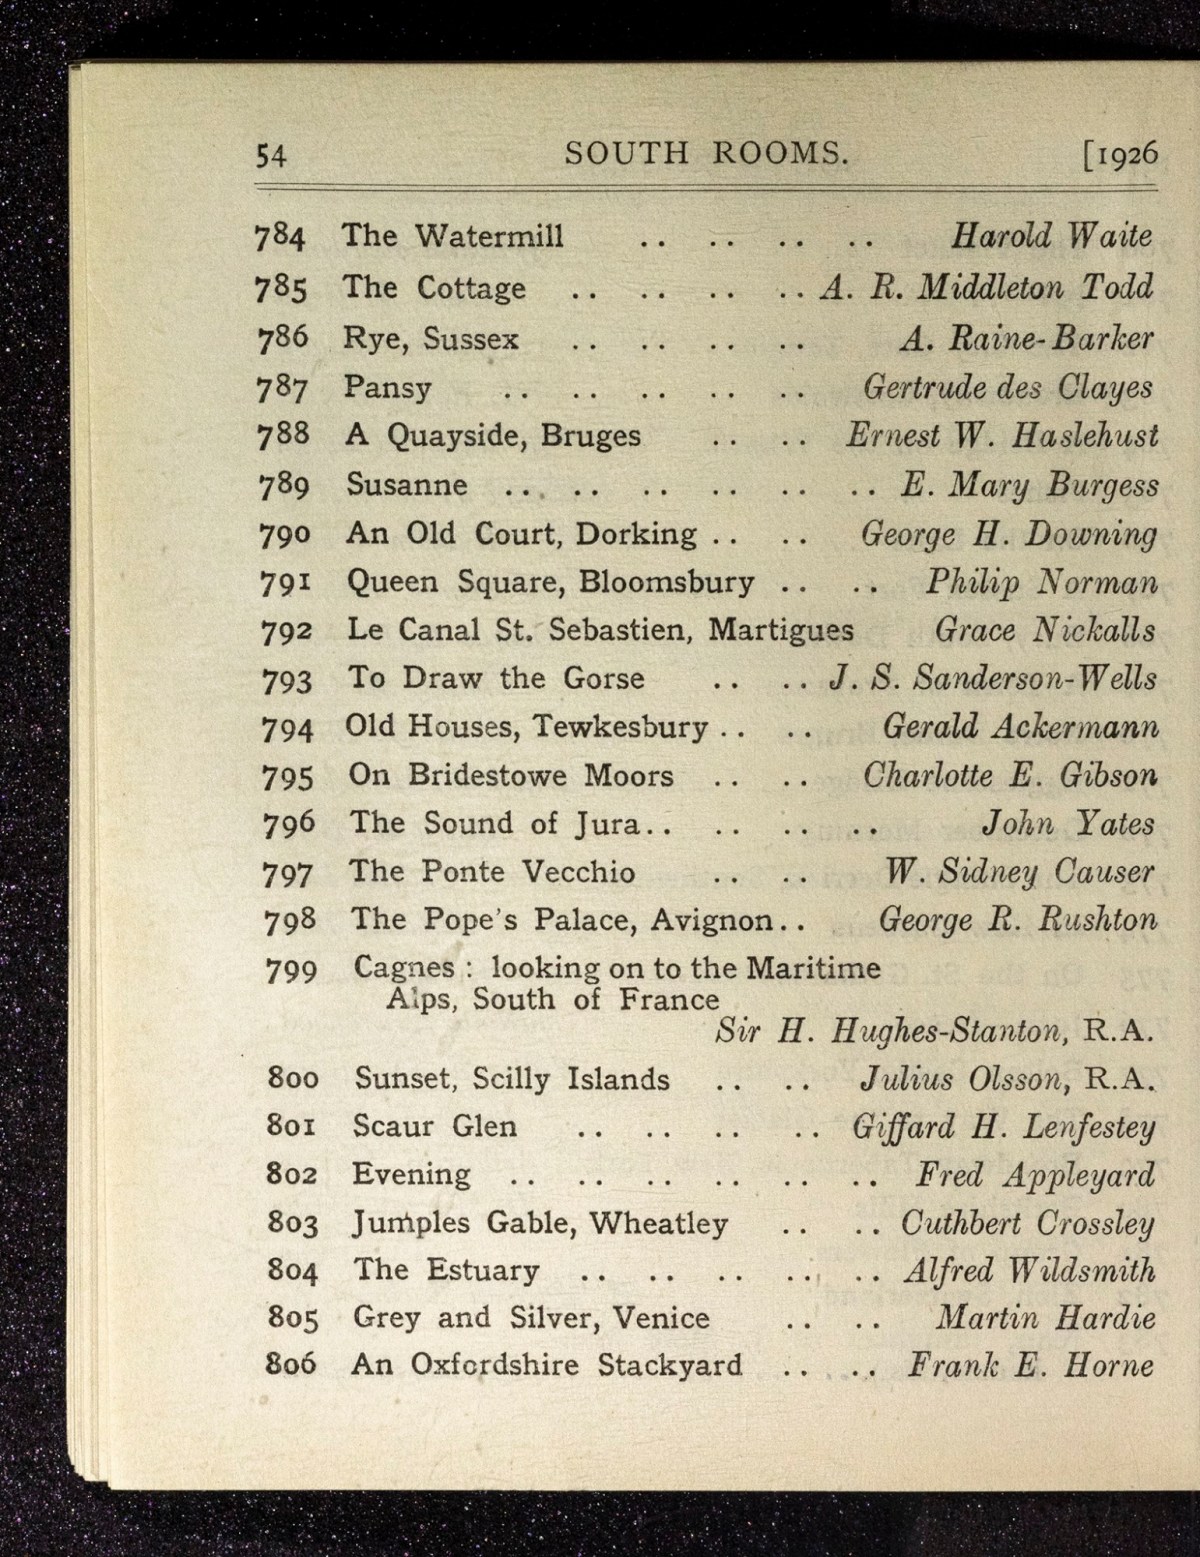 54 SOUTH ROOMS. [1926
784 The Watermill .. .. .. .. Harold Waite
785 The Cottage .. .. .. .. A. R. Middleton Todd
786 Rye, Sussex .. .. .. .. A. Raine-Barker
787 Pansy .. .. .. .. .. Gertrude des Clayes
788 A Quayside, Bruges .. .. Ernest W. Haslehust
789 Susanne .. .. .. .. .. .. E. Mary Burgess
790 An Old Court, Dorking .. .. George H. Downing
791 Queen Square, Bloomsbury .. .. Philip Norman
792 Le Canal St. Sebastien, Martigues Grace Nickalls
793 To Draw the Gorse .. .. J. S. Sanderson-Wells
794 Old Houses, Tewkesbury .. .. Gerald Ackermann
795 On Bridestowe Moors .. .. Charlotte E. Gibson
796 The Sound of Jura.. .. .. .. John Yates
797 The Ponte Vecchio .. .. W. Sidney Causer
798 The Pope's Palace, Avignon.. George R. Rushton
799 Cagnes : looking on to the Maritime
Alps, South of France
Sir H. Hughes-Stanton, R.A.
800 Sunset, Scilly Islands .. .. Julius Olsson, R.A.
801 Scaur Glen .. .. .. .. Giffard H. Lenfestey
802 Evening .. .. .. .. .. .. Fred Appleyard
803 Jumples Gable, Wheatley .. .. Cuthbert Crossley
804 The Estuary .. .. .. .. .. Alfred Wildsmith
805 Grey and Silver, Venice .. .. Martin Hardie
806 An Oxfordshire Stackyard .. .. Frank E. Horne